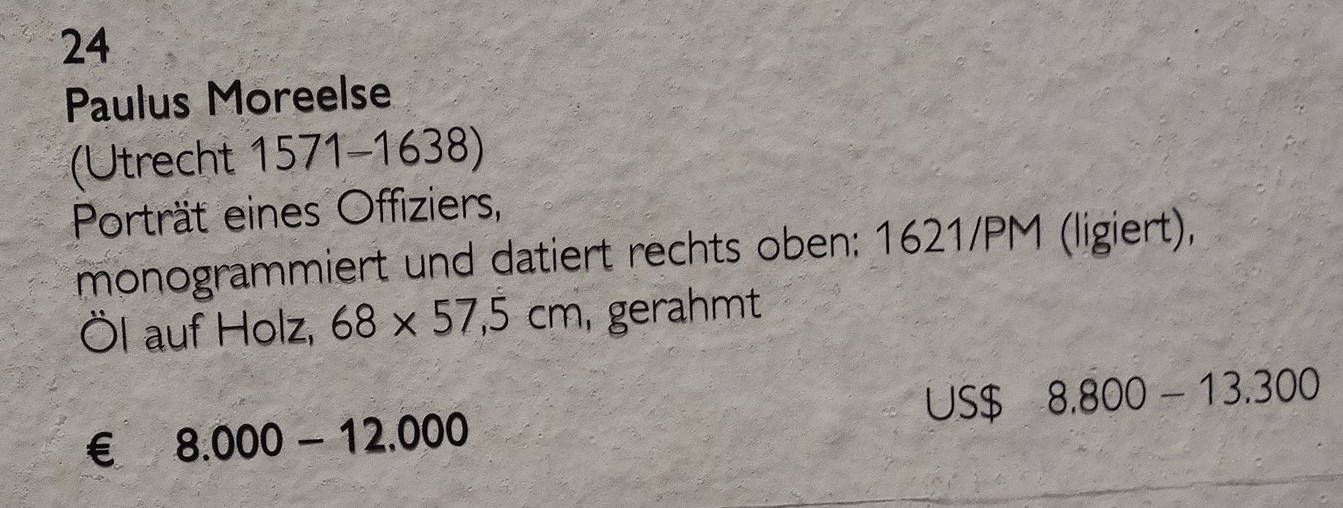 24
Paulus Moreelse
(Utrecht 1571–1638)
Porträt eines Offiziers,
monogrammiert und datiert rechts oben: 1621/PM (ligiert),
Öl auf Holz, 68 x 57,5 cm, gerahmt
€ 8.000 – 12.000 US$ 8.800 – 13.300